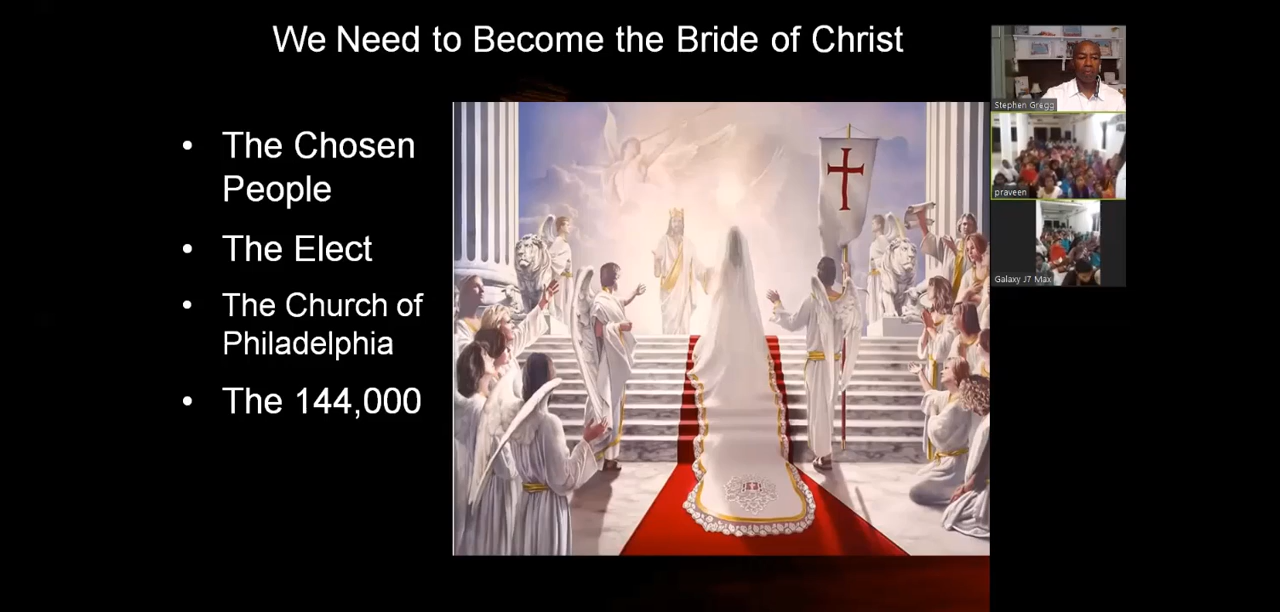 We Need to Become the Bride of Christ
• The Chosen
People
• The Elect
• The Church of
Philadelphia
• The 144,000
Stephen Gregg
praveen
Galaxy J7 Max